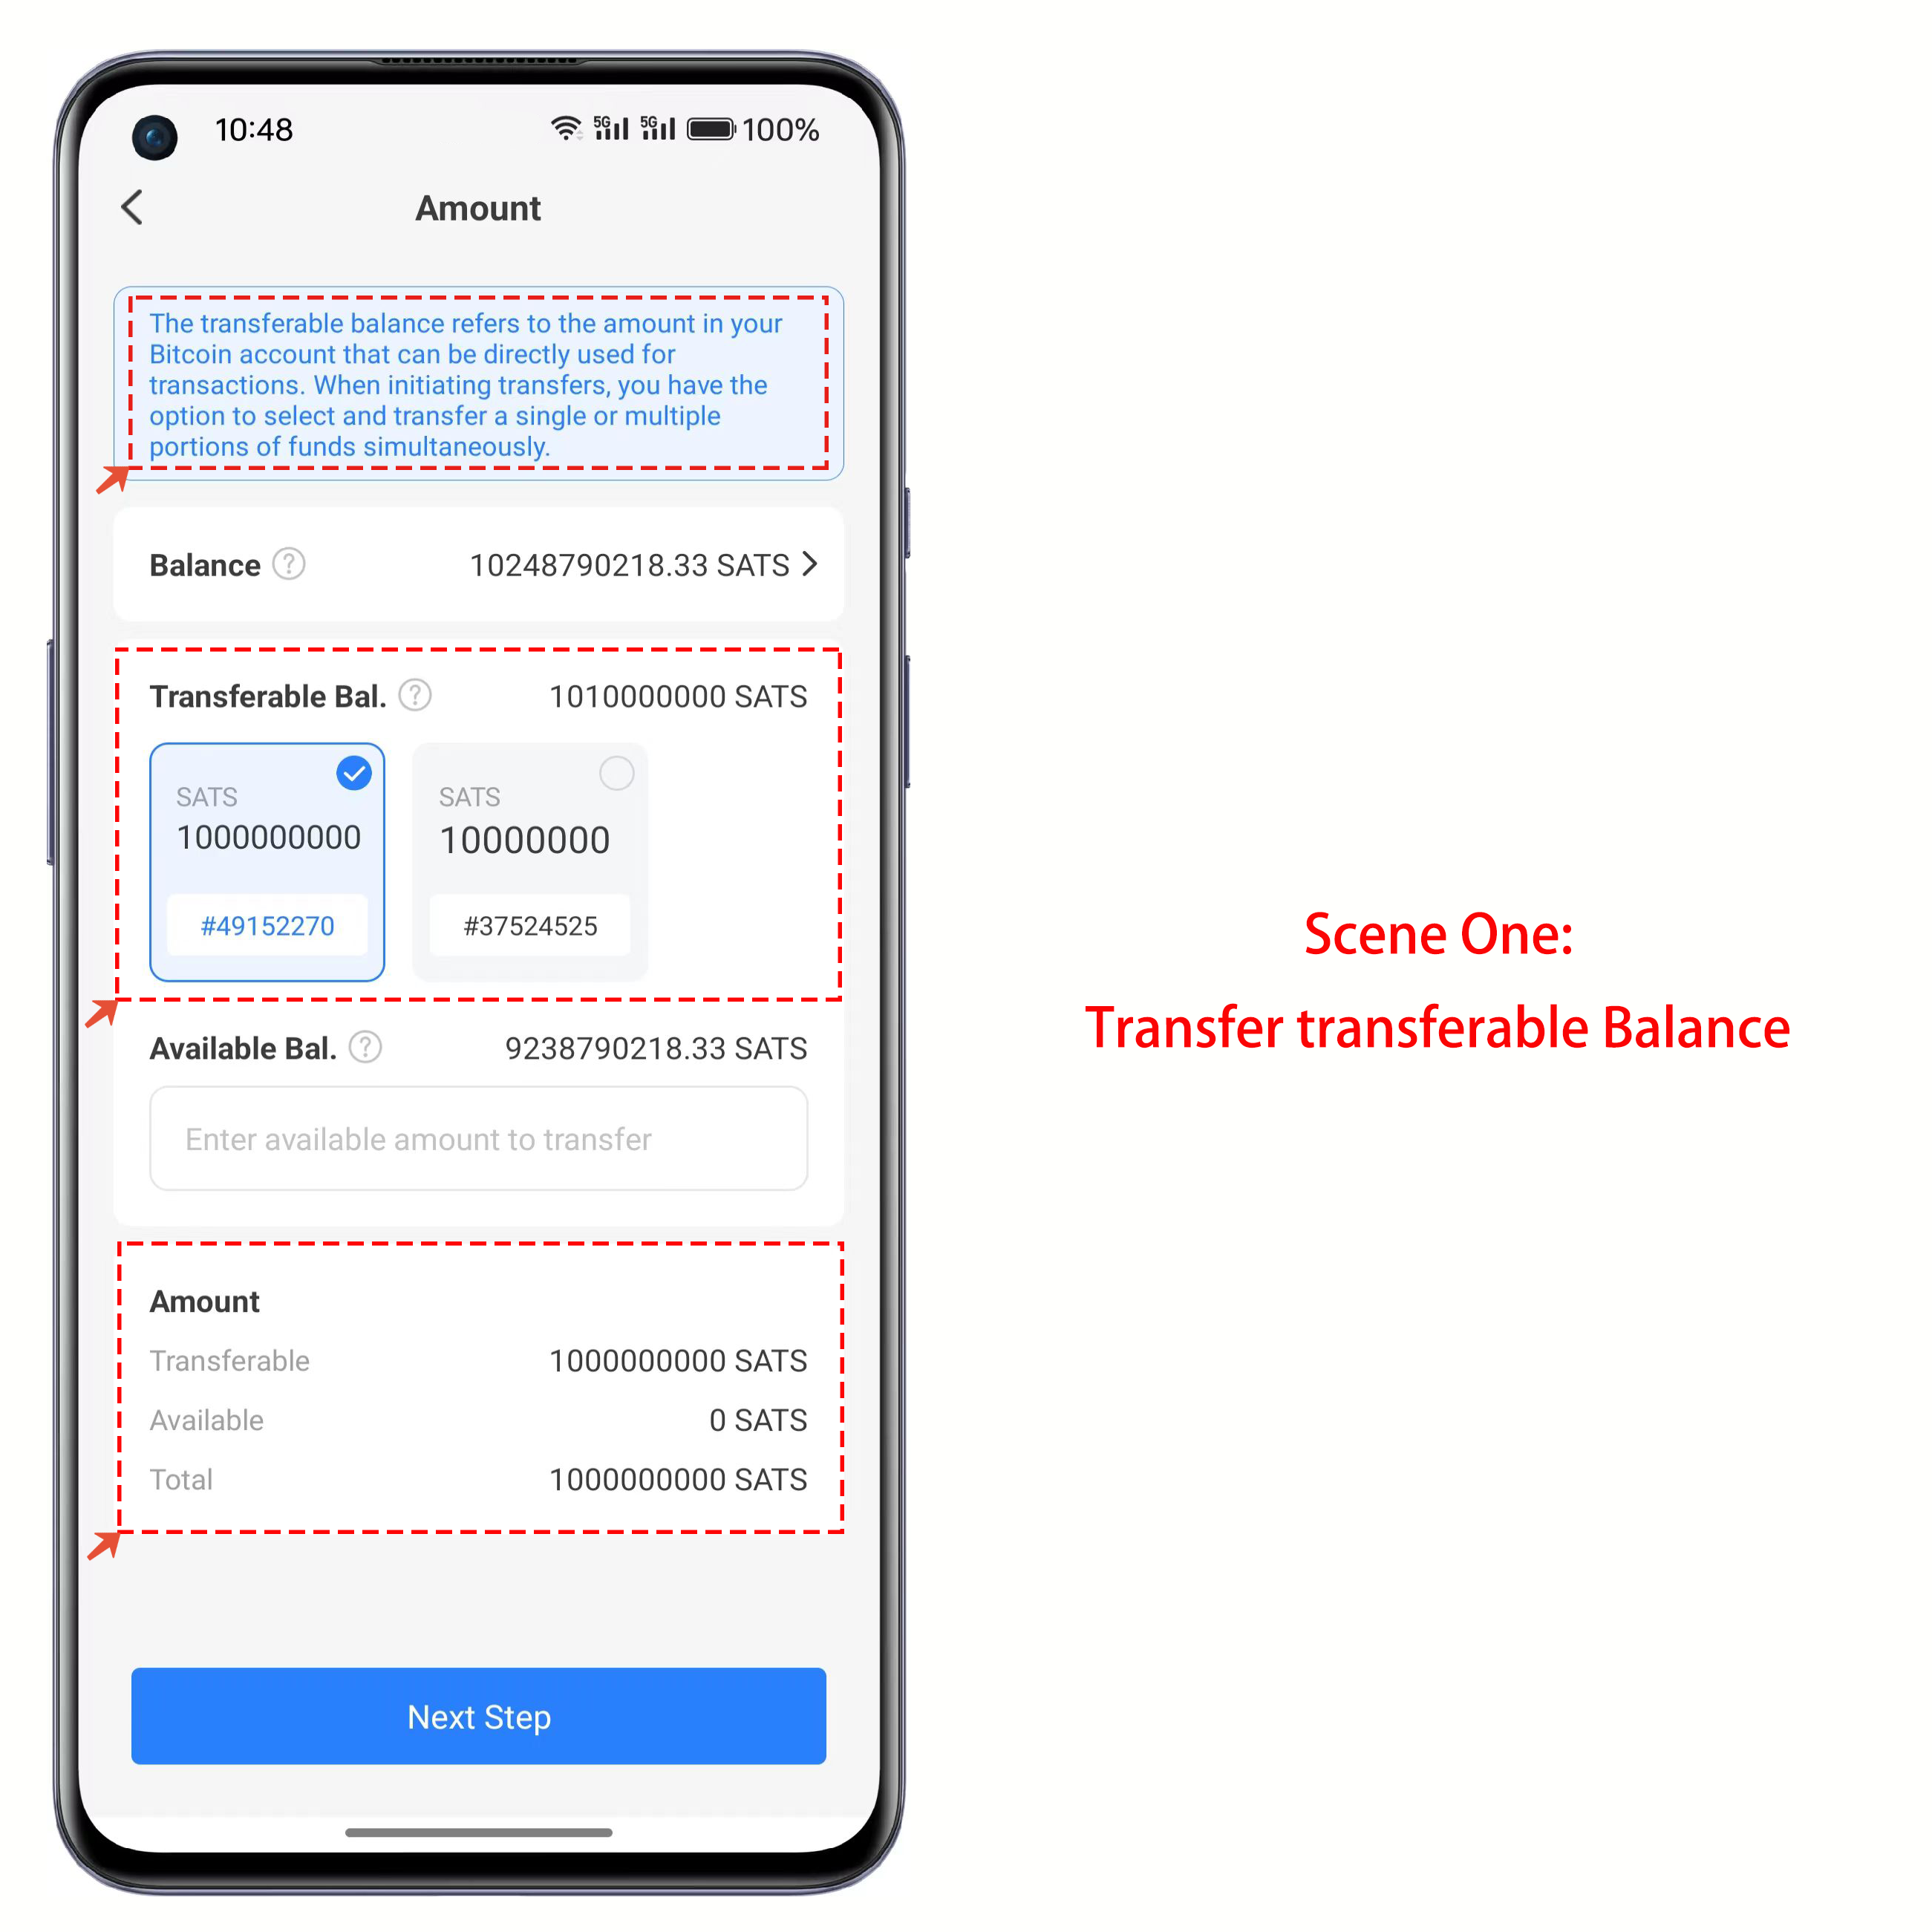 10:48
5G 5G 100%
Amount
The transferable balance refers to the amount in your
Bitcoin account that can be directly used for
transactions. When initiating transfers, you have the
option to select and transfer a single or multiple
portions of funds simultaneously.
Balance ? 10248790218.33 SATS
Transferable Bal. ? 1010000000 SATS
SATS
1000000000
#49152270
SATS
10000000
#37524525
Available Bal. ? 9238790218.33 SATS
Enter available amount to transfer
Amount
Transferable 1000000000 SATS
Available 0 SATS
Total 1000000000 SATS
Next Step
Scene One:
Transfer transferable Balance